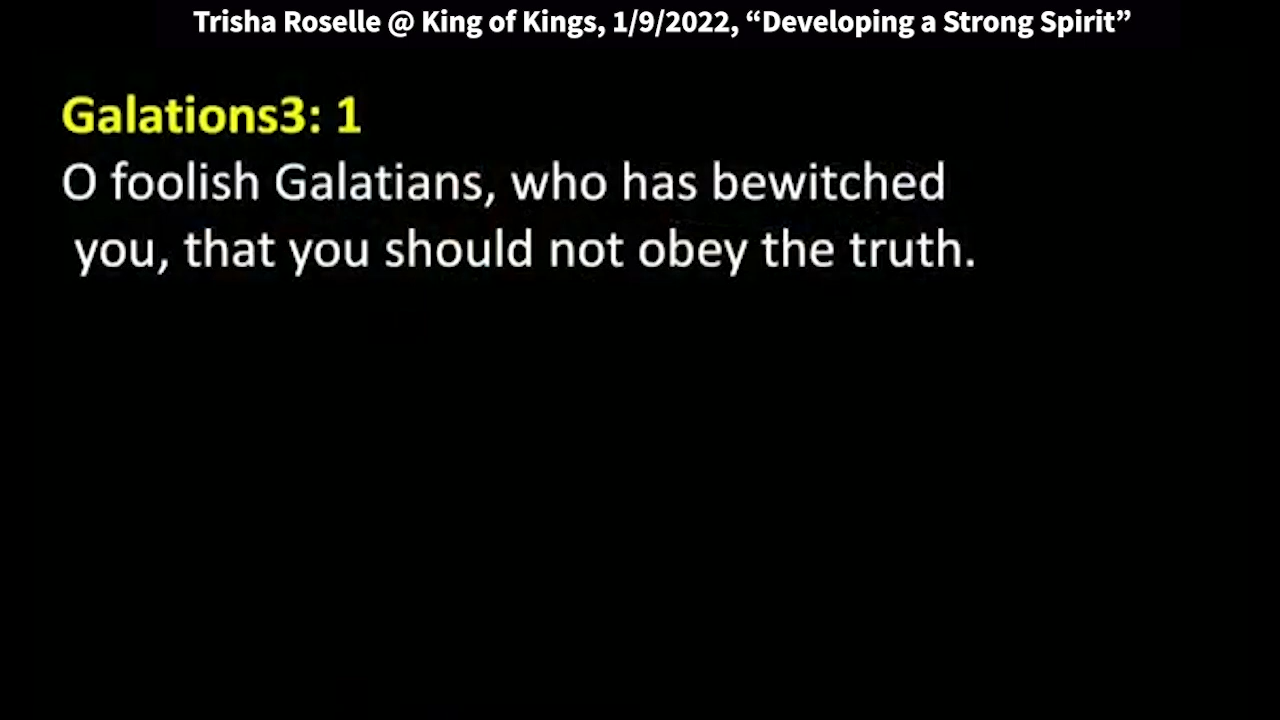 Trisha Roselle @ King of Kings, 1/9/2022, “Developing a Strong Spirit”
Galations3: 1
O foolish Galatians, who has bewitched
you, that you should not obey the truth.